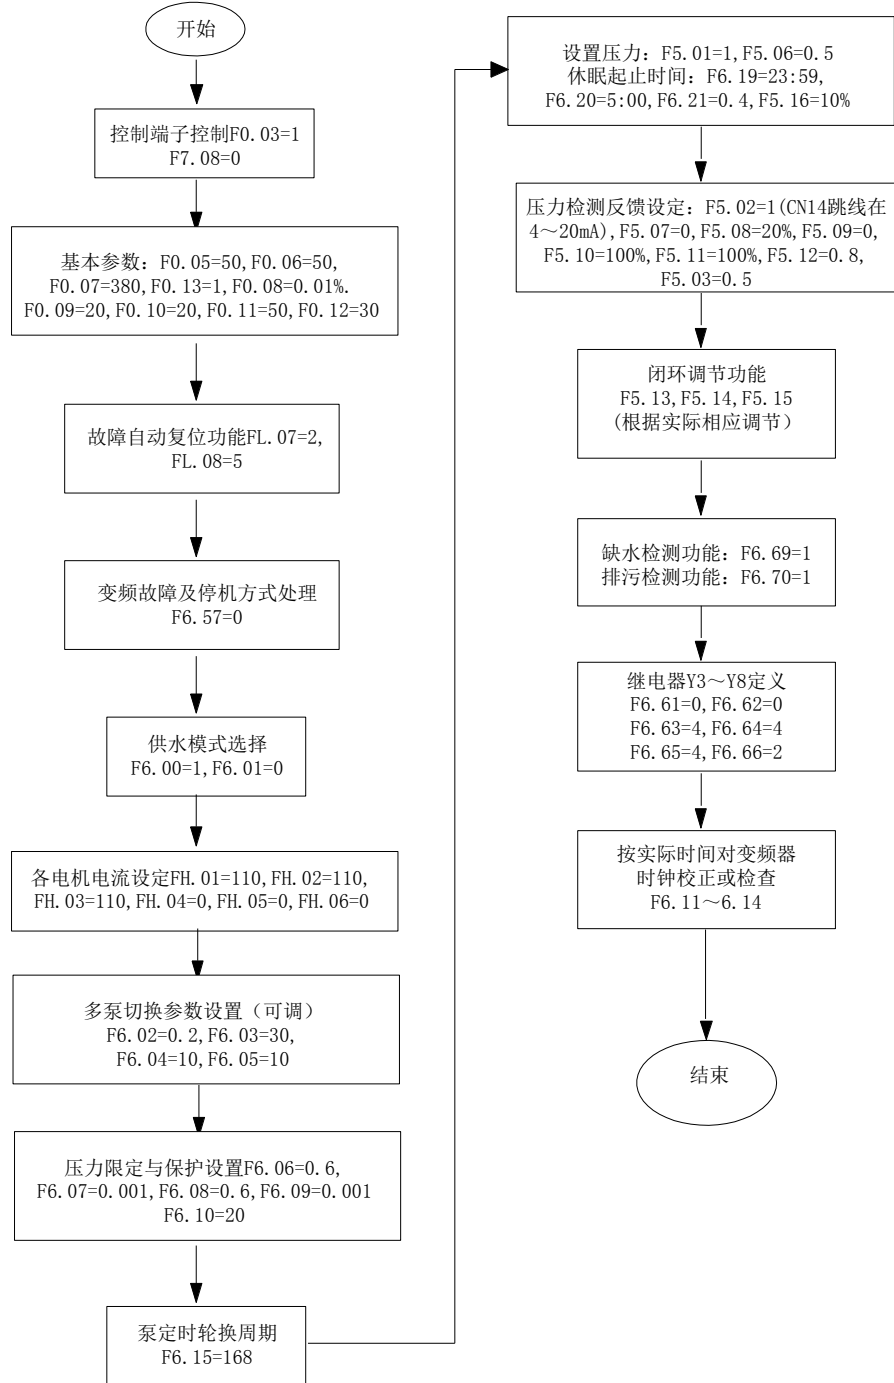 开始
控制端子控制F0.03=1
F7.08=0
基本参数：F0.05=50,F0.06=50,
F0.07=380,F0.13=1,F0.08=0.01%.
F0.09=20,F0.10=20,F0.11=50,F0.12=30
故障自动复位功能FL.07=2,
FL.08=5
变频故障及停机方式处理
F6.57=0
供水模式选择
F6.00=1,F6.01=0
各电机电流设定FH.01=110,FH.02=110,
FH.03=110,FH.04=0,FH.05=0,FH.06=0
多泵切换参数设置（可调）
F6.02=0.2,F6.03=30,
F6.04=10,F6.05=10
压力限定与保护设置F6.06=0.6,
F6.07=0.001,F6.08=0.6,F6.09=0.001
F6.10=20
泵定时轮换周期
F6.15=168
设置压力：F5.01=1,F5.06=0.5
休眠起止时间：F6.19=23:59,
F6.20=5:00,F6.21=0.4,F5.16=10%
压力检测反馈设定：F5.02=1(CN14跳线在
4～20mA),F5.07=0,F5.08=20%,F5.09=0,
F5.10=100%,F5.11=100%,F5.12=0.8,
F5.03=0.5
闭环调节功能
F5.13,F5.14,F5.15
(根据实际相应调节）
缺水检测功能：F6.69=1
排污检测功能：F6.70=1
继电器Y3～Y8定义
F6.61=0,F6.62=0
F6.63=4,F6.64=4
F6.65=4,F6.66=2
按实际时间对变频器
时钟校正或检查
F6.11～6.14
结束